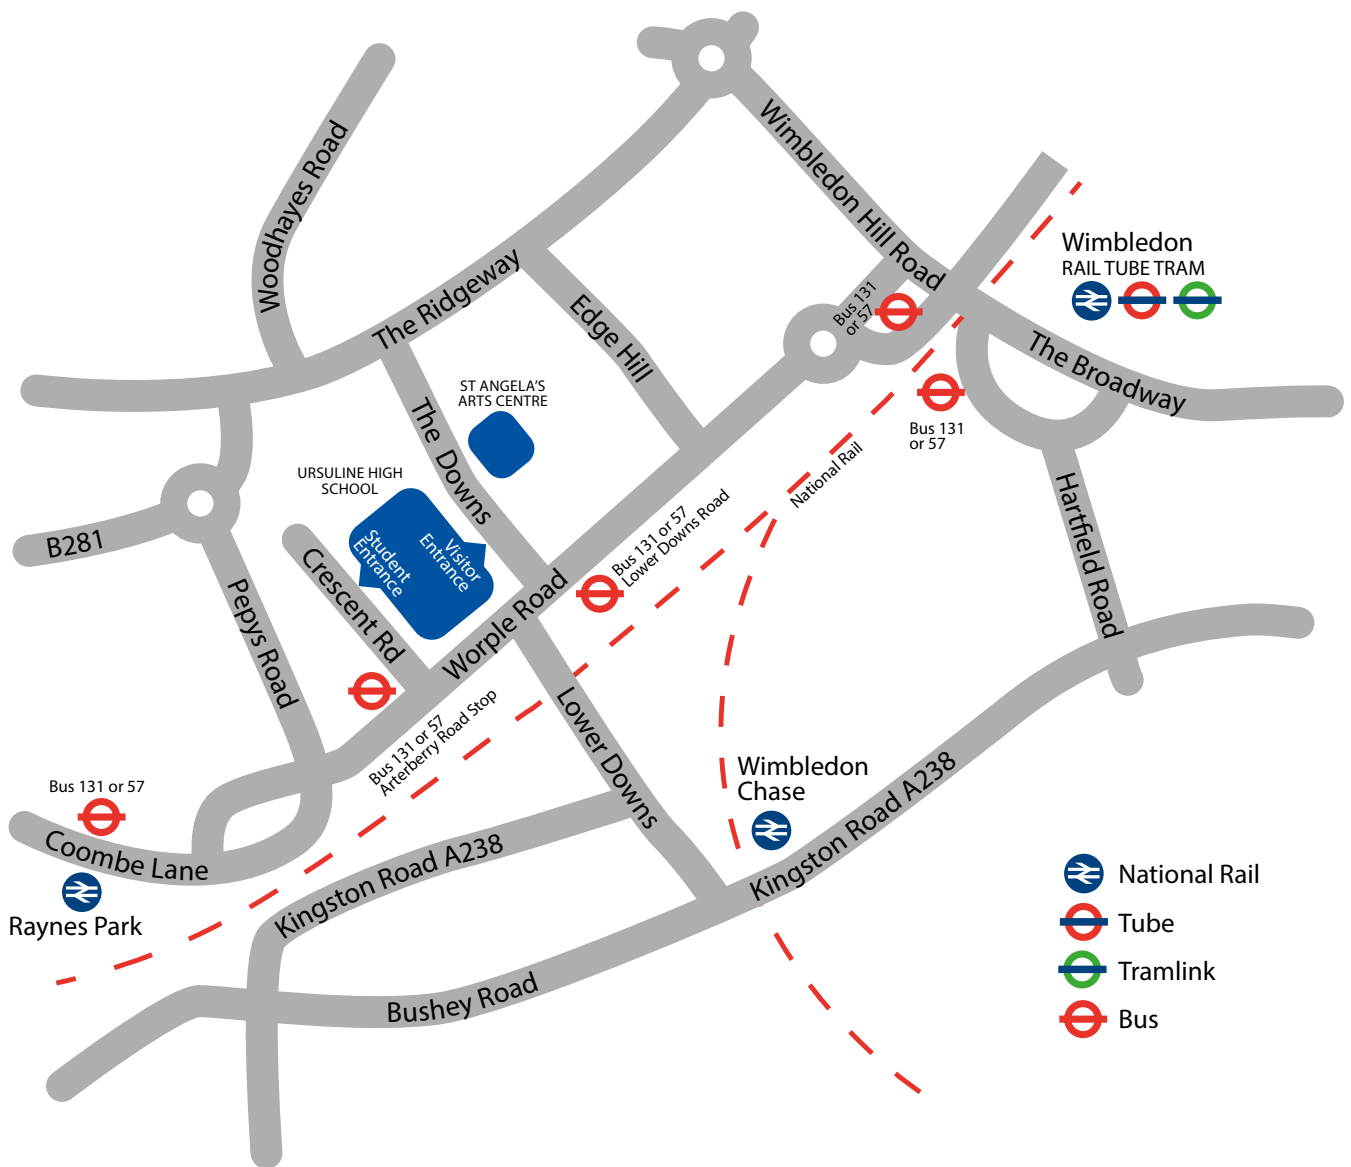 Woodhayes Road
Wimbledon Hill Road
Wimbledon
RAIL TUBE TRAM
The Ridgeway
Edge Hill
Bus 131
or 57
The Broadway
ST ANGELA'S
ARTS CENTRE
The Downs
Bus 131
or 57
National Rail
URSULINE HIGH
SCHOOL
Student
Entrance
Visitor
Entrance
B281
Crescent Rd
Pepys Road
Worple Road
Bus 131 or 57
Lower Downs Road
Hartfield Road
Bus 131 or 57
Arterberry Road Stop
Lower Downs
Wimbledon
Chase
Bus 131 or 57
Coombe Lane
Raynes Park
Kingston Road A238
Kingston Road A238
Bushey Road
National Rail
Tube
Tramlink
Bus